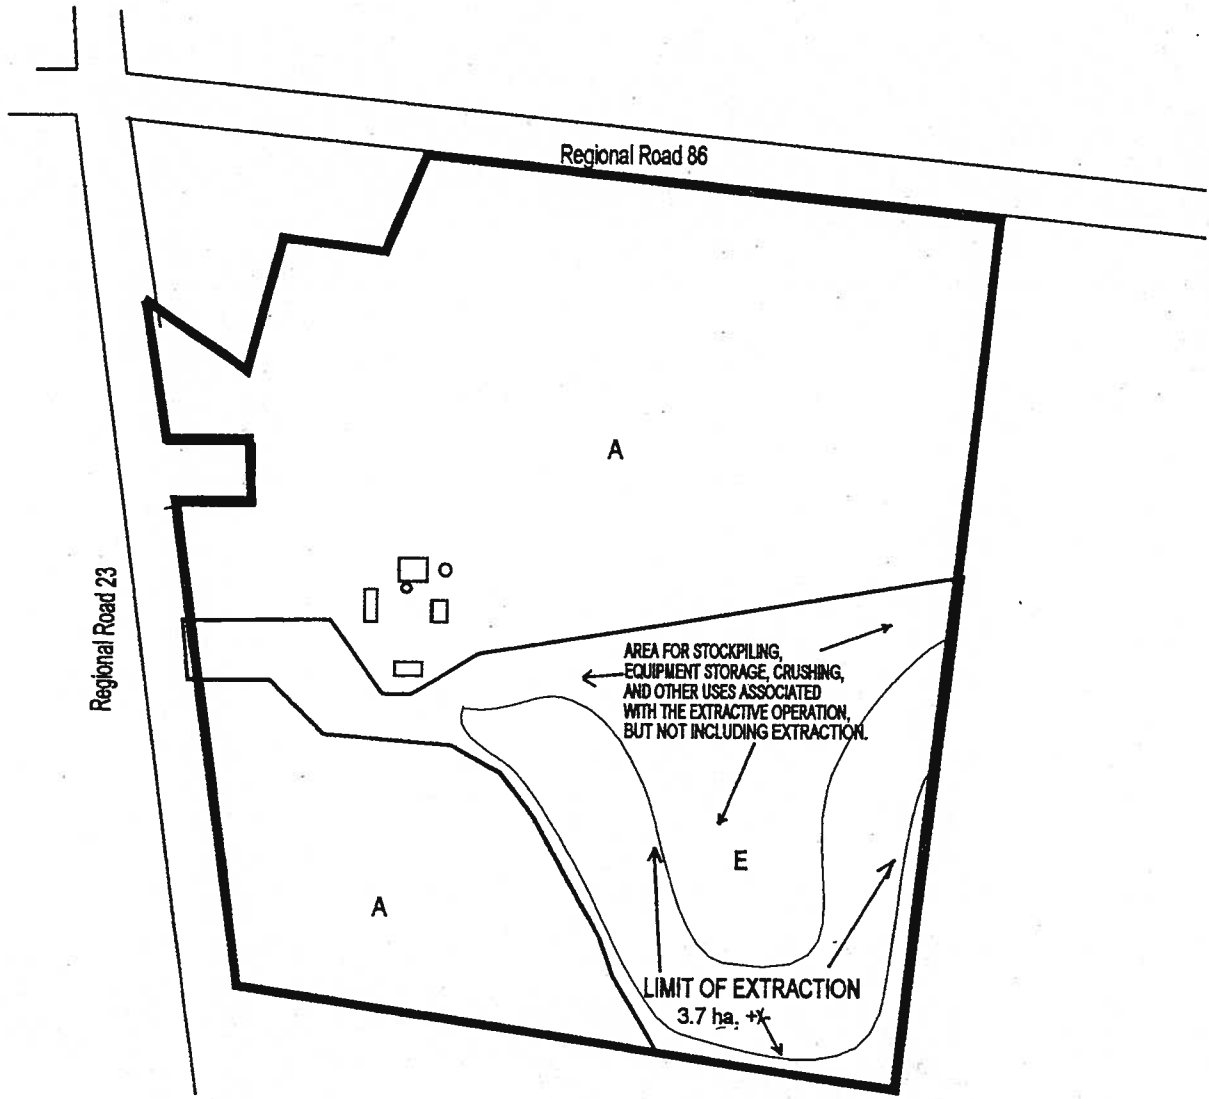 Regional Road 86
A
Regional Road 23
AREA FOR STOCKPILING,
EQUIPMENT STORAGE, CRUSHING,
AND OTHER USES ASSOCIATED
WITH THE EXTRACTIVE OPERATION,
BUT NOT INCLUDING EXTRACTION.
E
A
LIMIT OF EXTRACTION
3.7 ha. +/-